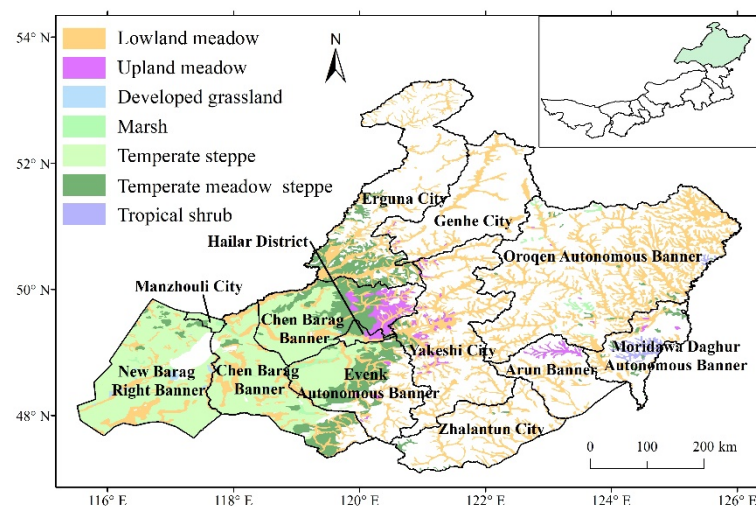 54° N
52° N
50° N
48° N
Lowland meadow
Upland meadow
Developed grassland
Marsh
Temperate steppe
Temperate meadow steppe
Tropical shrub
N
Erguna City
Genhe City
Hailar District
Oroqen Autonomous Banner
Manzhouli City
Chen Barag
Banner
New Barag
Right Banner
Chen Barag
Banner
Evenk
Autonomous Banner
Yakeshi City
Arun Banner
Moridawa Daghur
Autonomous Banner
Zhalantun City
0 100 200 km
116° E 118° E 120° E 122° E 124° E 126° E